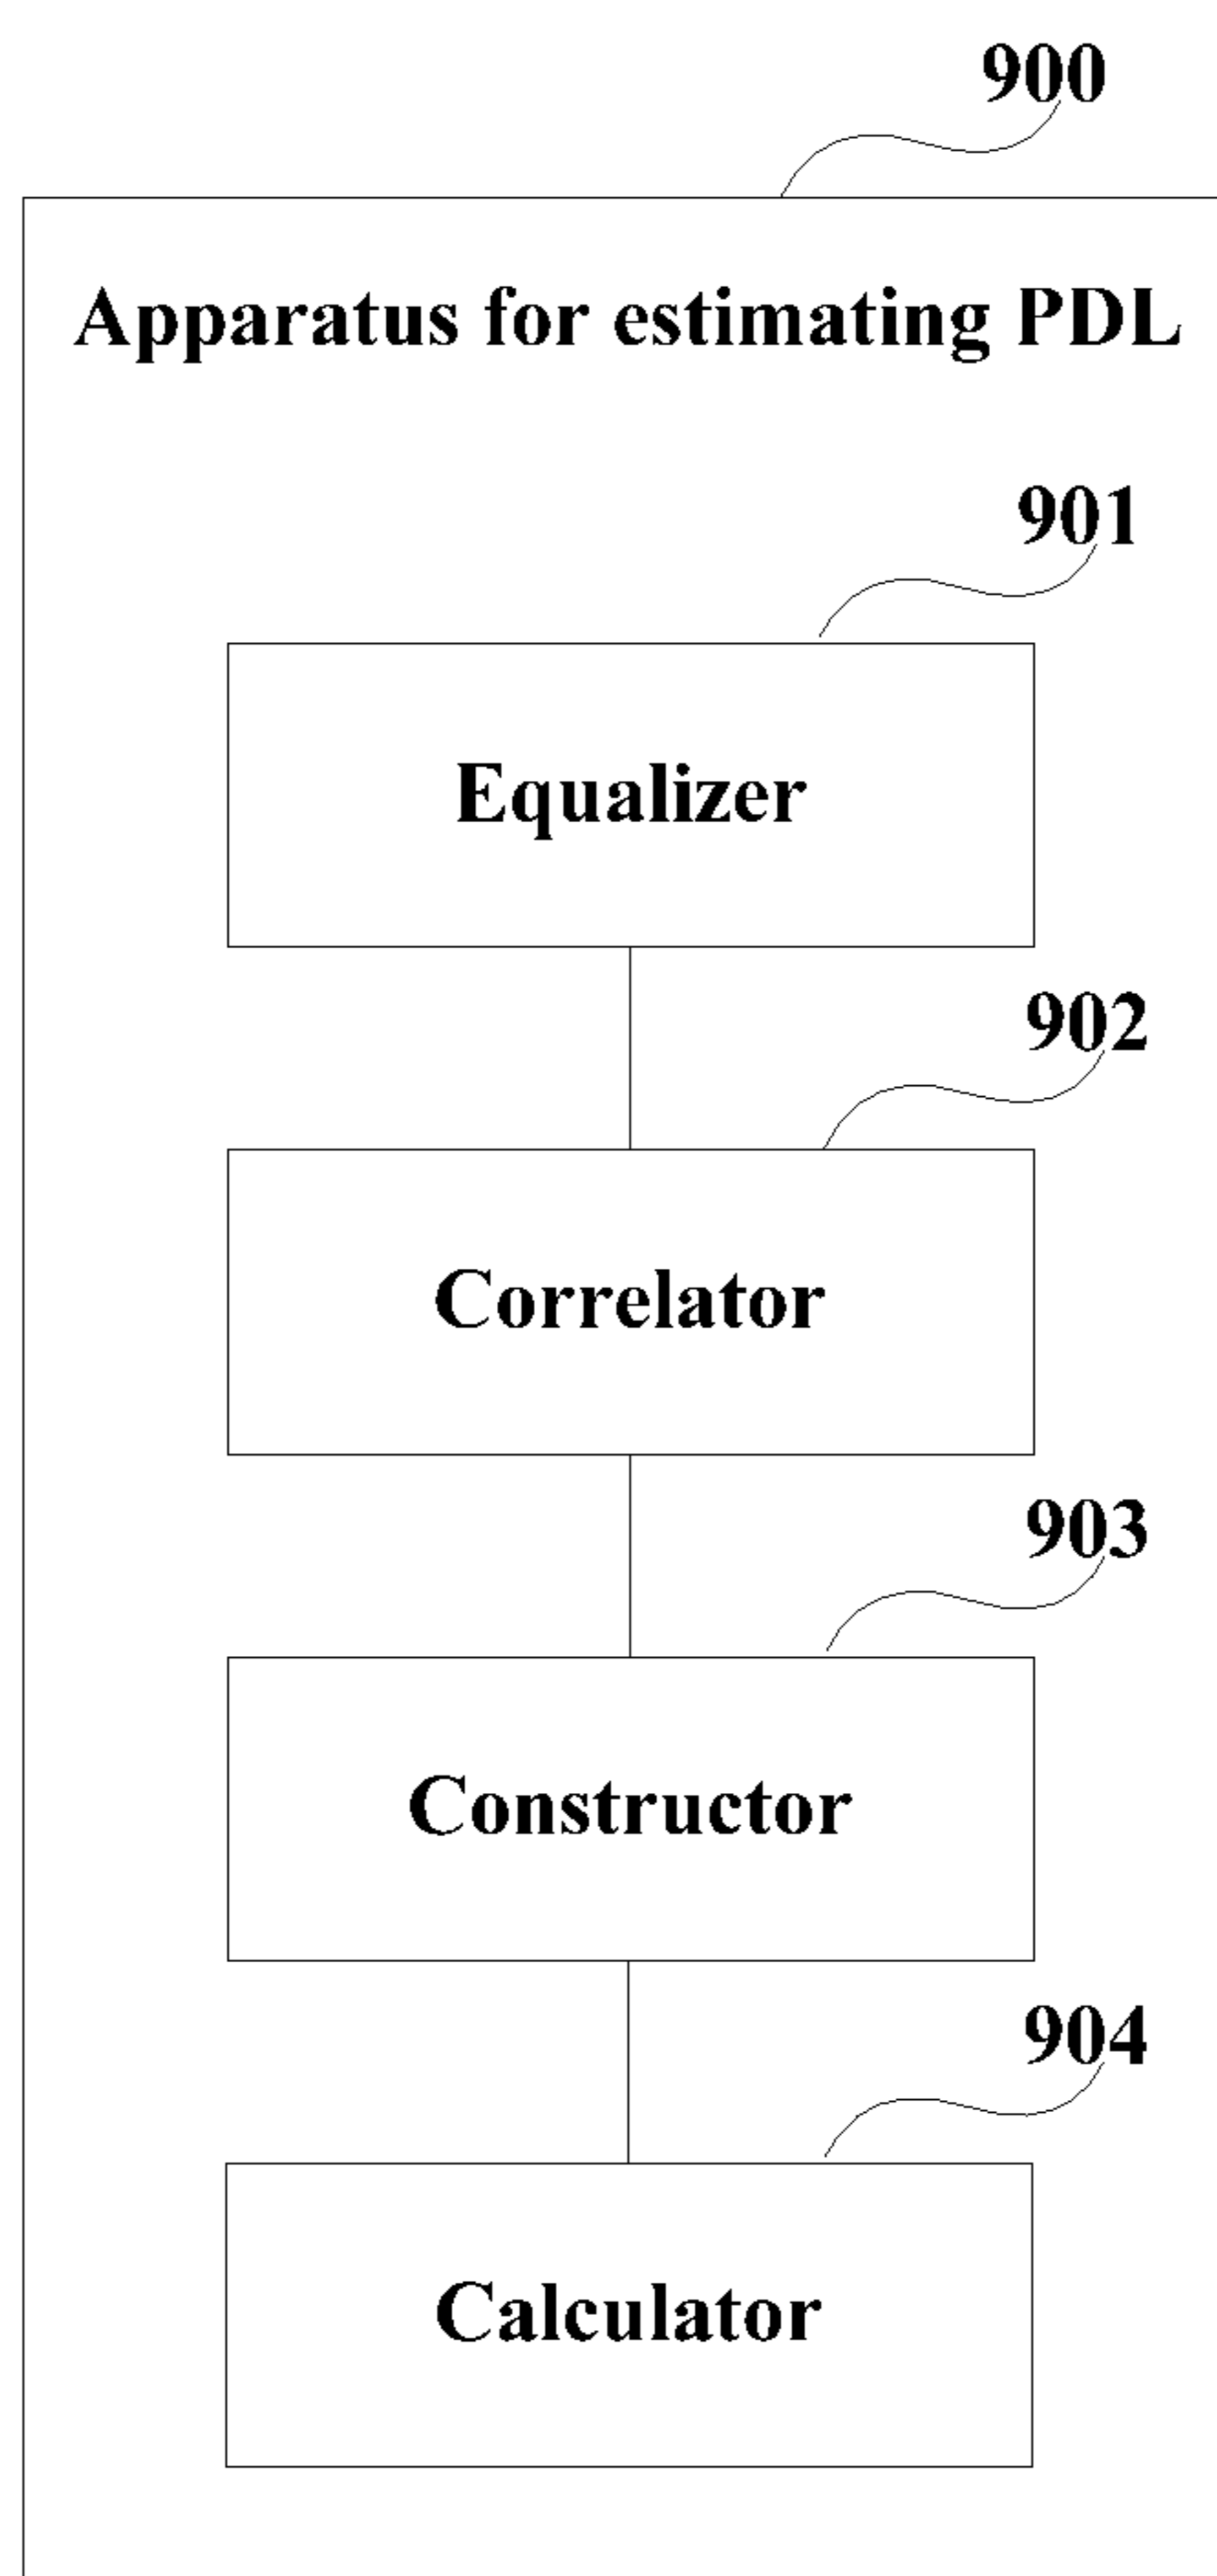 900
Apparatus for estimating PDL
901
Equalizer
902
Correlator
903
Constructor
904
Calculator